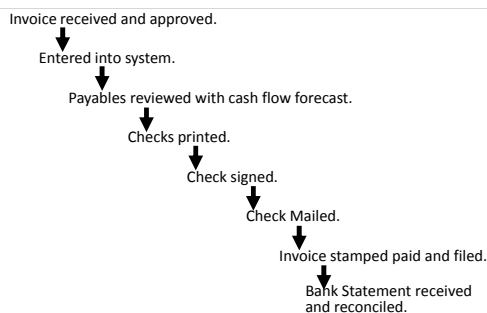 Invoice received and approved.
Entered into system.
Payables reviewed with cash flow forecast.
Checks printed.
Check signed.
Check Mailed.
Invoice stamped paid and filed.
Bank Statement received
and reconciled.